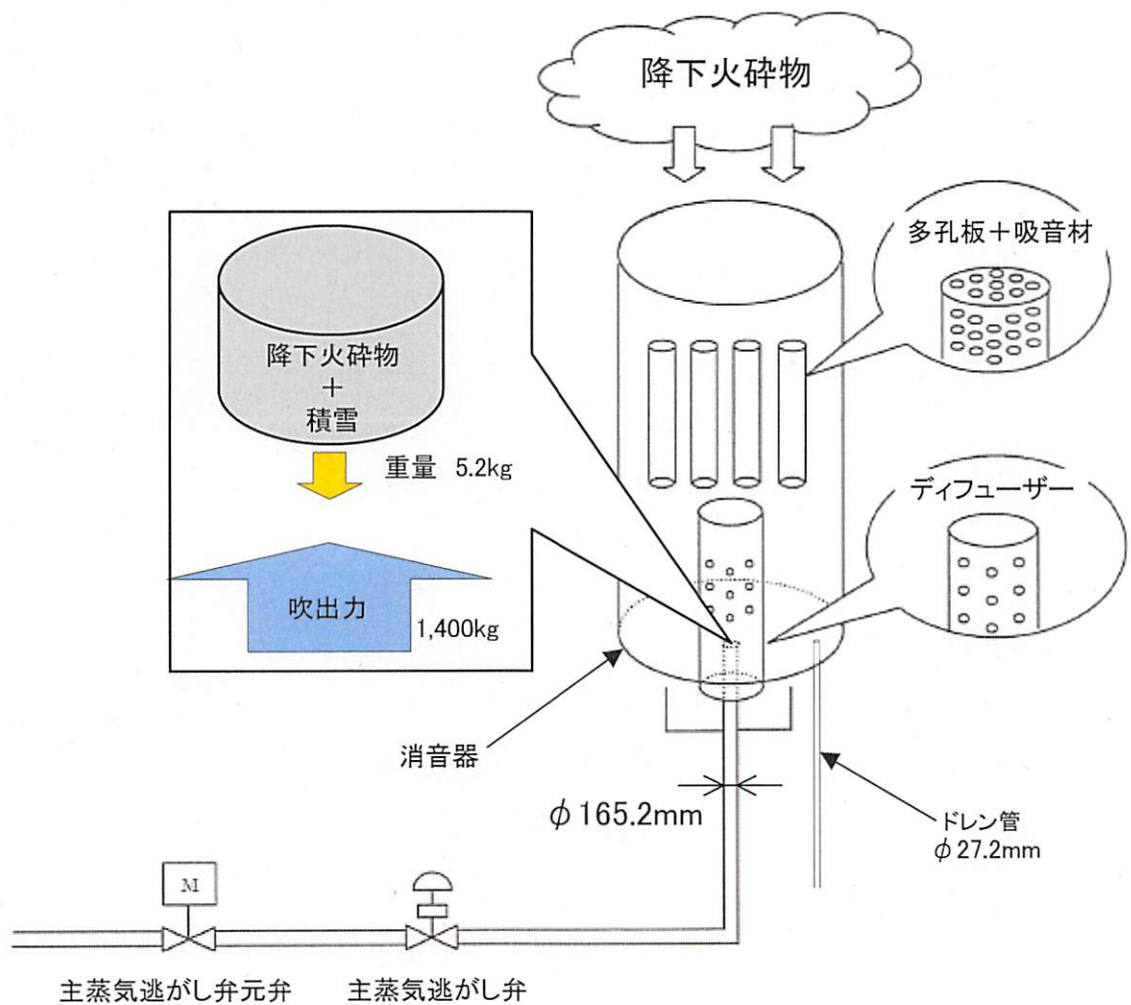 降下火砕物
多孔板＋吸音材
降下火砕物
＋
積雪
重量 5.2kg
ディフューザー
吹出力
1,400kg
消音器
φ165.2mm
ドレン管
φ27.2mm
M
主蒸気逃がし弁元弁
主蒸気逃がし弁